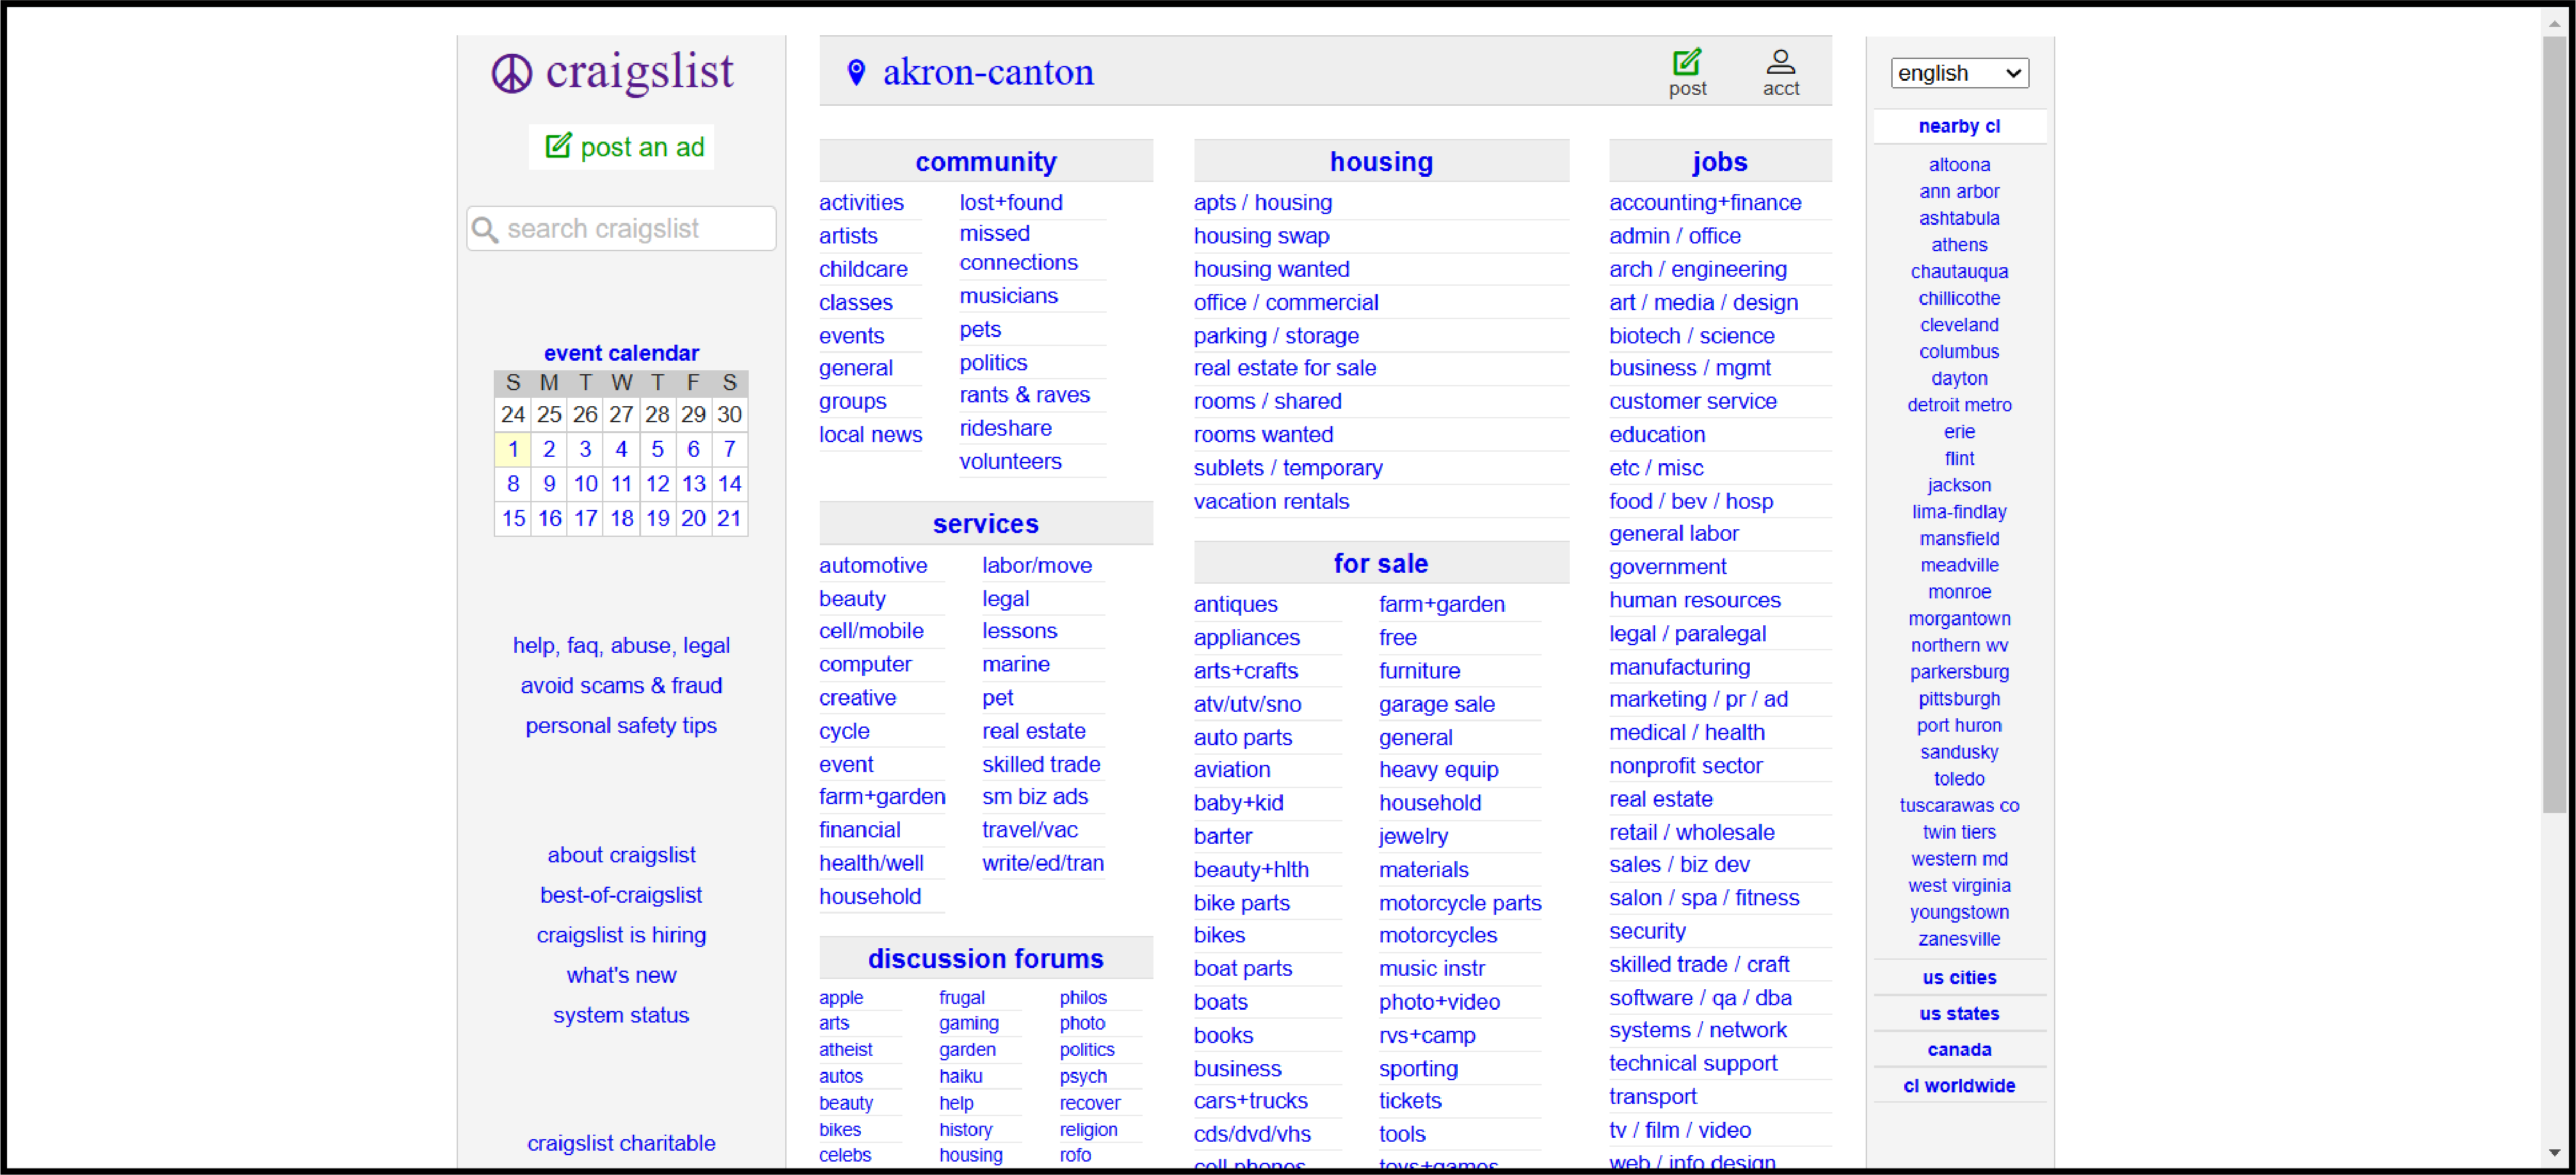 craigslist
post an ad
search craigslist
event calendar
S M T W T F S
24 25 26 27 28 29 30
1 2 3 4 5 6 7
8 9 10 11 12 13 14
15 16 17 18 19 20 21
help, faq, abuse, legal
avoid scams & fraud
personal safety tips
about craigslist
best-of-craigslist
craigslist is hiring
what's new
system status
craigslist charitable
akron-canton
post
acct
community
activities
artists
childcare
classes
events
general
groups
local news
lost+found
missed
connections
musicians
pets
politics
rants & raves
rideshare
volunteers
services
automotive
beauty
cell/mobile
computer
creative
cycle
event
farm+garden
financial
health/well
household
labor/move
legal
lessons
marine
pet
real estate
skilled trade
sm biz ads
travel/vac
write/ed/tran
discussion forums
apple
arts
atheist
autos
beauty
bikes
celebs
frugal
gaming
garden
haiku
help
history
housing
philos
photo
politics
psych
recover
religion
rofo
housing
apts / housing
housing swap
housing wanted
office / commercial
parking / storage
real estate for sale
rooms / shared
rooms wanted
sublets / temporary
vacation rentals
for sale
antiques
appliances
arts+crafts
atv/utv/sno
auto parts
aviation
baby+kid
barter
beauty+hlth
bike parts
bikes
boat parts
boats
books
business
cars+trucks
cds/dvd/vhs
cell phones
farm+garden
free
furniture
garage sale
general
heavy equip
household
jewelry
materials
motorcycle parts
motorcycles
music instr
photo+video
rvs+camp
sporting
tickets
tools
toys+games
jobs
accounting+finance
admin / office
arch / engineering
art / media / design
biotech / science
business / mgmt
customer service
education
etc / misc
food / bev / hosp
general labor
government
human resources
legal / paralegal
manufacturing
marketing / pr / ad
medical / health
nonprofit sector
real estate
retail / wholesale
sales / biz dev
salon / spa / fitness
security
skilled trade / craft
software / qa / dba
systems / network
technical support
transport
tv / film / video
web / info design
english
nearby cl
altoona
ann arbor
ashtabula
athens
chautauqua
chillicothe
cleveland
columbus
dayton
detroit metro
erie
flint
jackson
lima-findlay
mansfield
meadville
monroe
morgantown
northern wv
parkersburg
pittsburgh
port huron
sandusky
toledo
tuscarawas co
twin tiers
western md
west virginia
youngstown
zanesville
us cities
us states
canada
cl worldwide